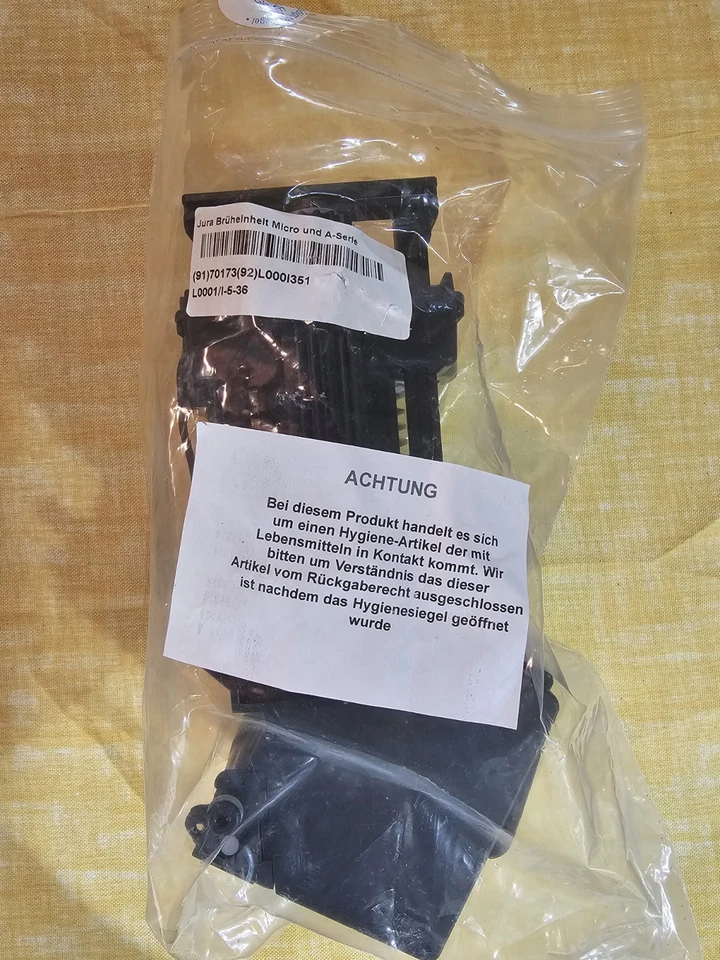 Jura Brüheinheit Micro und A-Serie
(91)70173(92)L000I351
L0001/I-5-36
ACHTUNG
Bei diesem Produkt handelt es sich
um einen Hygiene-Artikel der mit
Lebensmitteln in Kontakt kommt. Wir
bitten um Verständnis das dieser
Artikel vom Rückgaberecht ausgeschlossen
ist nachdem das Hygienesiegel geöffnet
wurde